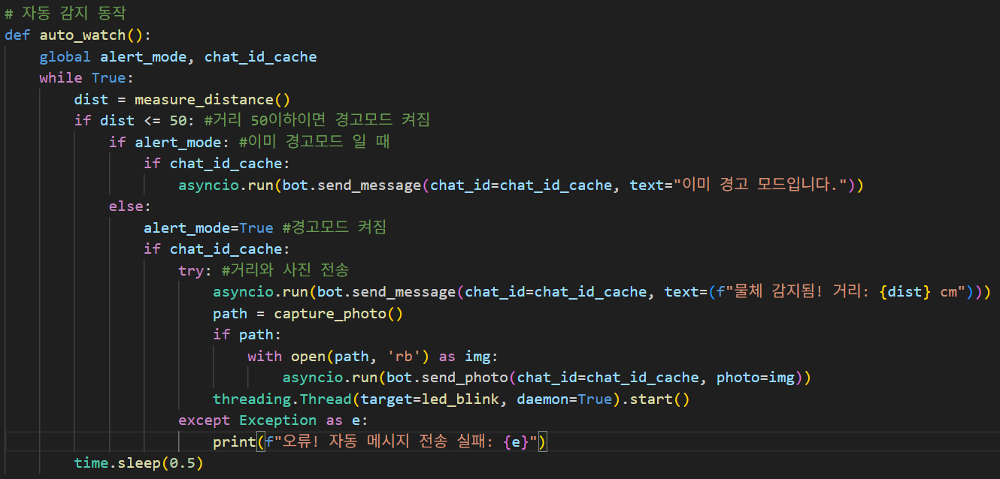 # 자동 감지 동작
def auto_watch():
    global alert_mode, chat_id_cache
    while True:
        dist = measure_distance()
        if dist <= 50: #거리 50이하이면 경고모드 켜짐
            if alert_mode: #이미 경고모드 일 때
                if chat_id_cache:
                    asyncio.run(bot.send_message(chat_id=chat_id_cache, text="이미 경고 모드입니다."))
            else:
                alert_mode=True #경고모드 켜짐
                if chat_id_cache:
                    try: #거리와 사진 전송
                        asyncio.run(bot.send_message(chat_id=chat_id_cache, text=(f"물체 감지됨! 거리: {dist} cm")))
                        path = capture_photo()
                        if path:
                            with open(path, 'rb') as img:
                                asyncio.run(bot.send_photo(chat_id=chat_id_cache, photo=img))
                        threading.Thread(target=led_blink, daemon=True).start()
                    except Exception as e:
                        print(f"오류! 자동 메시지 전송 실패: {e}")
        time.sleep(0.5)